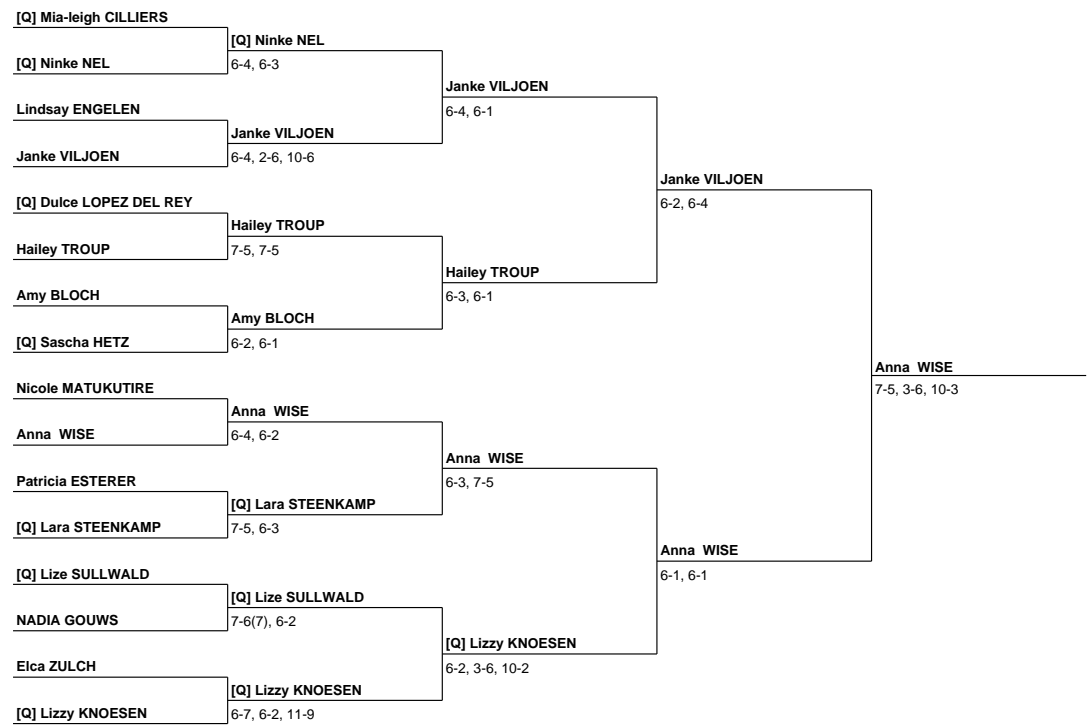 [Q] Mia-leigh CILLIERS
[Q] Ninke NEL
[Q] Ninke NEL
6-4, 6-3
Janke VILJOEN
6-4, 6-1
Lindsay ENGELEN
Janke VILJOEN
Janke VILJOEN
6-4, 2-6, 10-6
Janke VILJOEN
6-2, 6-4
[Q] Dulce LOPEZ DEL REY
Hailey TROUP
Hailey TROUP
7-5, 7-5
Hailey TROUP
6-3, 6-1
Amy BLOCH
Amy BLOCH
[Q] Sascha HETZ
6-2, 6-1
Anna  WISE
7-5, 3-6, 10-3
Nicole MATUKUTIRE
Anna  WISE
Anna  WISE
6-4, 6-2
Anna  WISE
6-3, 7-5
Patricia ESTERER
[Q] Lara STEENKAMP
[Q] Lara STEENKAMP
7-5, 6-3
Anna  WISE
6-1, 6-1
[Q] Lize SULLWALD
[Q] Lize SULLWALD
NADIA GOUWS
7-6(7), 6-2
[Q] Lizzy KNOESEN
6-2, 3-6, 10-2
Elca ZULCH
[Q] Lizzy KNOESEN
[Q] Lizzy KNOESEN
6-7, 6-2, 11-9